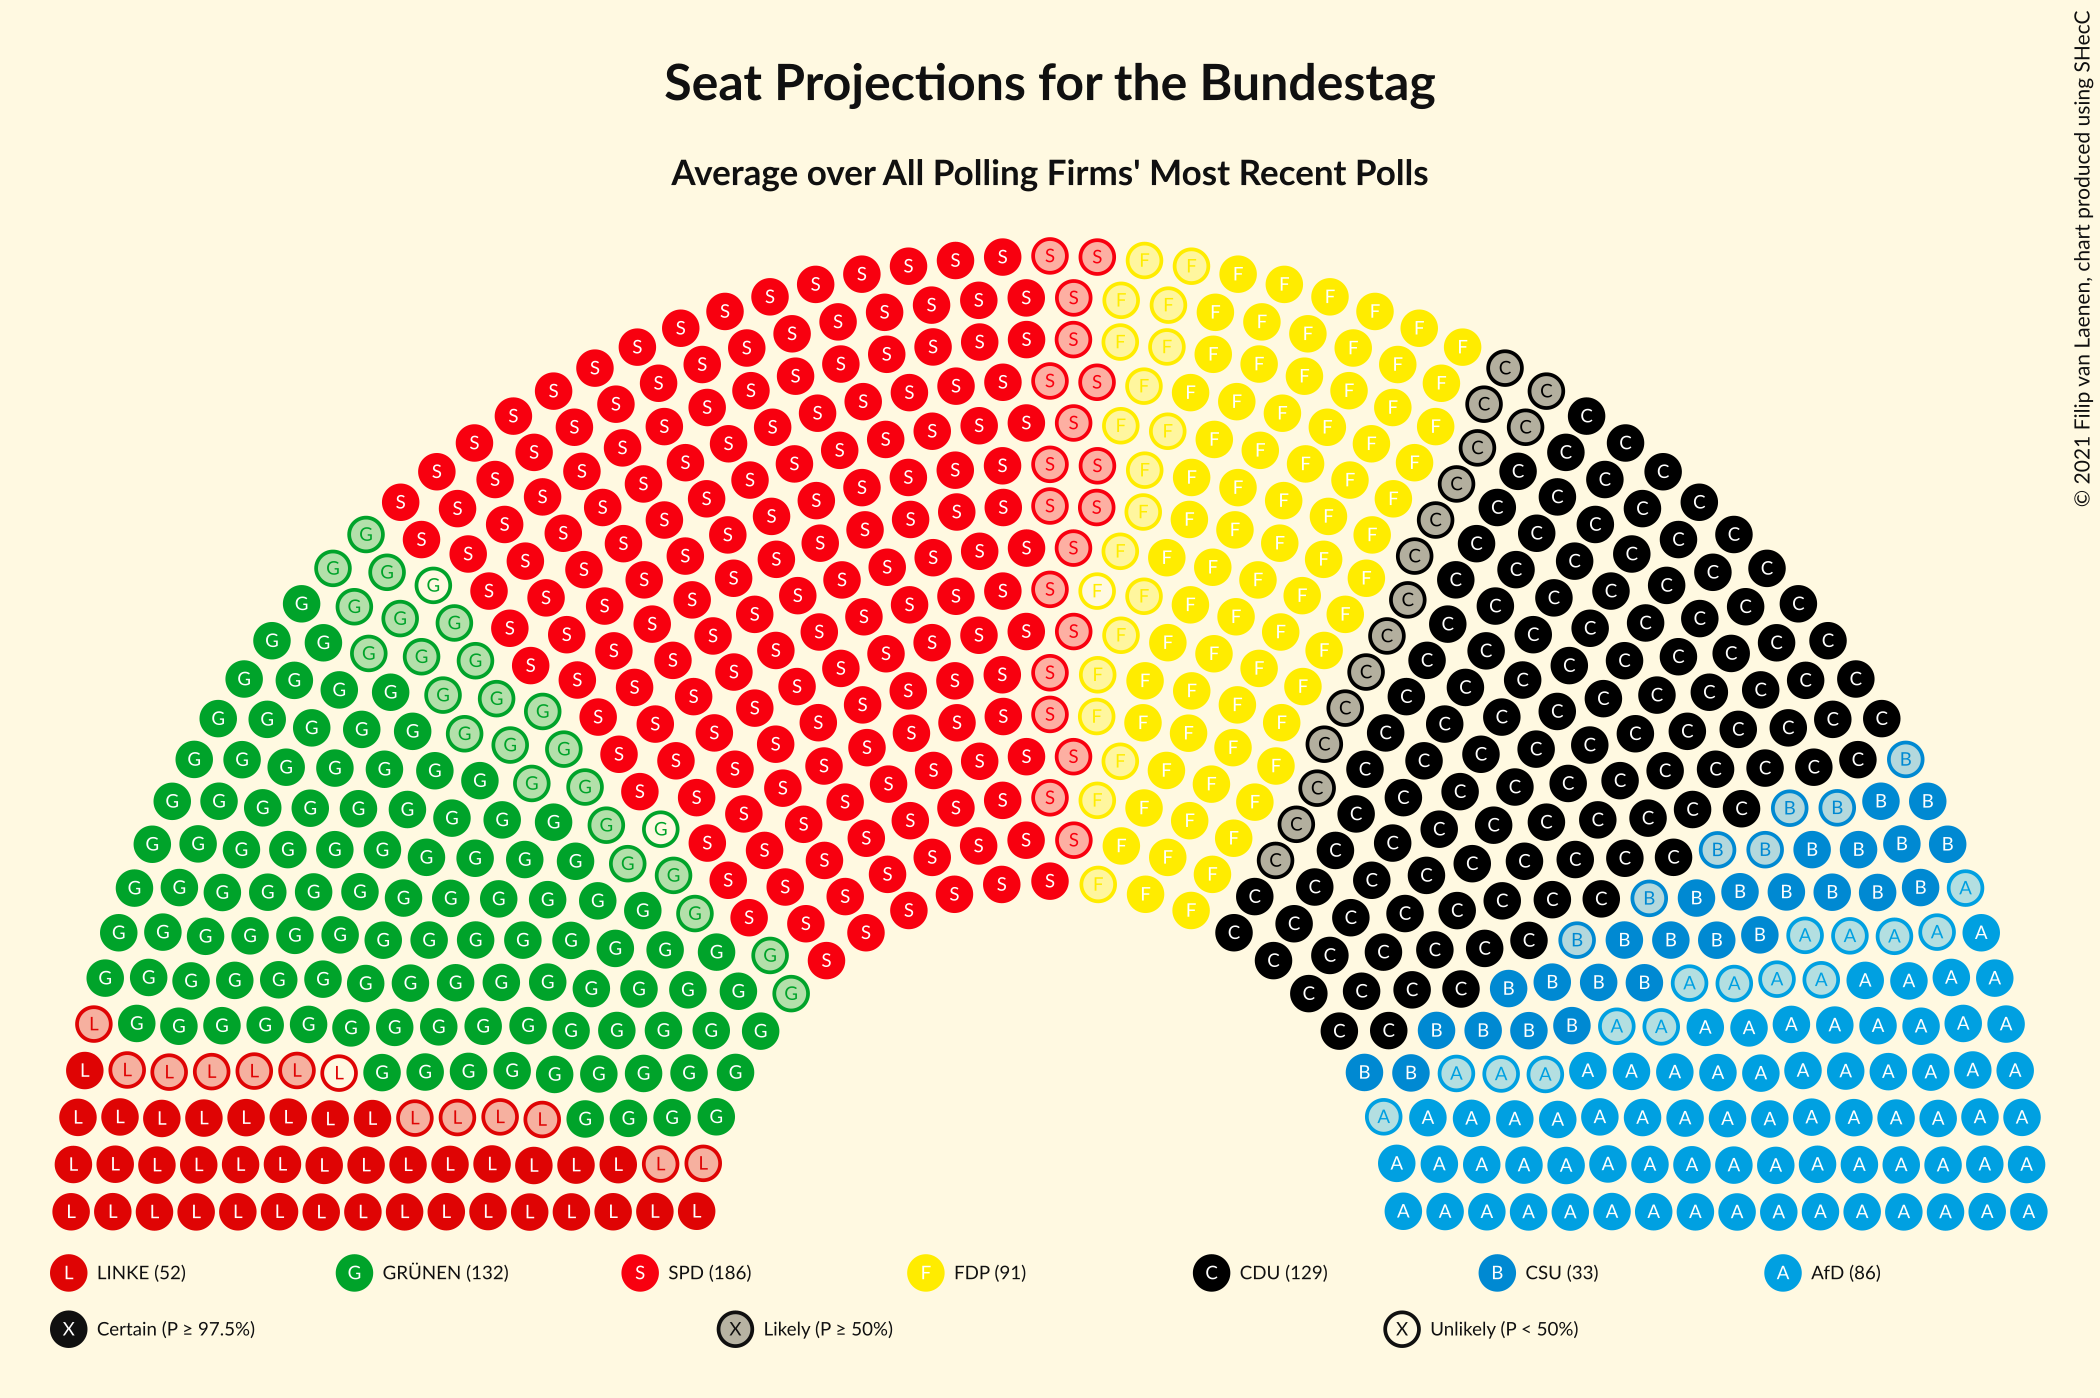 Seat Projections for the Bundestag
Average over All Polling Firms' Most Recent Polls
© 2021 Filip van Laenen, chart produced using SHecC
L LINKE (52) G GRÜNEN (132) S SPD (186) F FDP (91) C CDU (129) B CSU (33) A AfD (86)
X Certain (P ≥ 97.5%) X Likely (P ≥ 50%) X Unlikely (P < 50%)